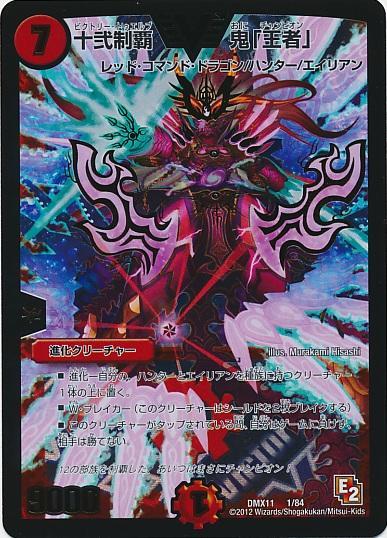 7
ビクトリー・トゥエルブ おに チャンピオン
十弐制覇 鬼「王者」
レッド・コマンド・ドラゴン/ハンター/エイリアン
進化クリーチャー
Illus. Murakami Hisashi
■進化－自分の、ハンターとエイリアンを種族に持つクリーチャー
1体の上に置く。
■W・ブレイカー(このクリーチャーはシールドを2枚ブレイクする)
■このクリーチャーがタップされている間、自分はゲームに負けず、
相手は勝てない。
12の部族を制覇した、あいつはまさにチャンピオン!
9000
1
E2
DMX11 1/84
©2012 Wizards/Shogakukan/Mitsui-Kids